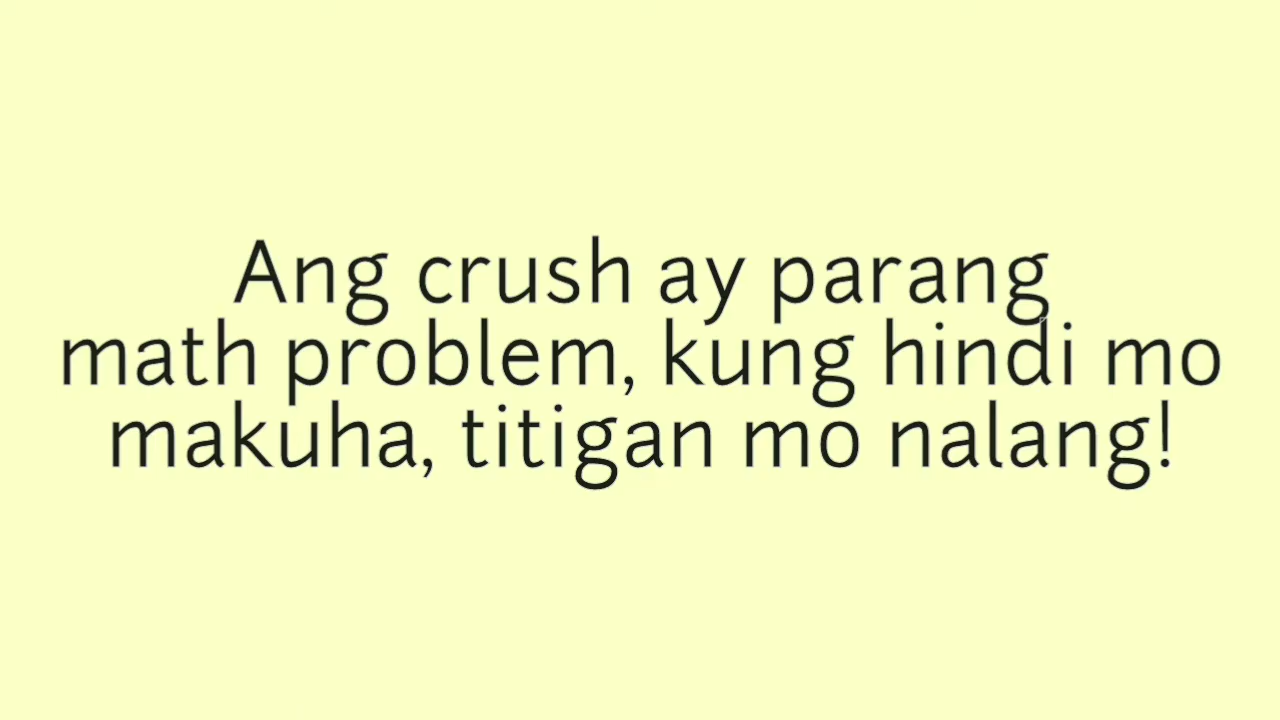 Ang crush ay parang
math problem, kung hindi mo
makuha, titigan mo nalang!